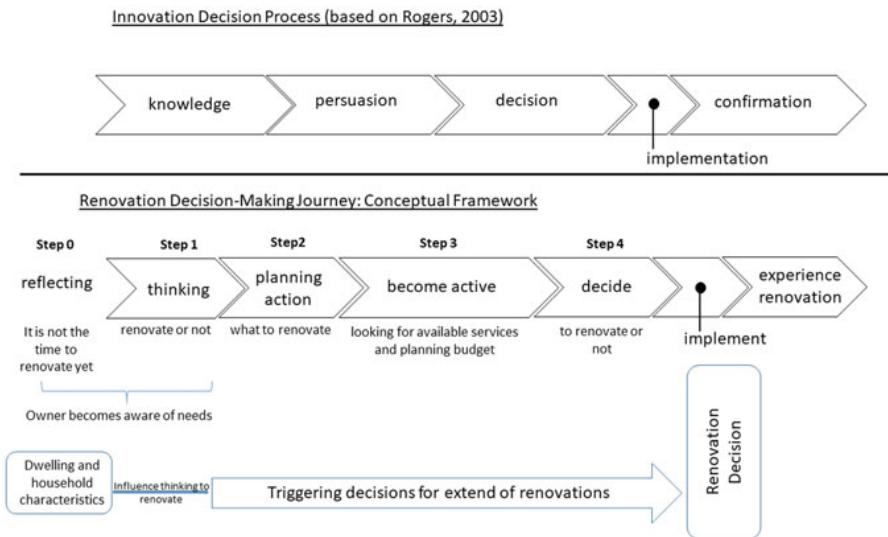 Innovation Decision Process (based on Rogers, 2003)
knowledge
persuasion
decision
confirmation
implementation
Renovation Decision-Making Journey: Conceptual Framework
Step 0
Step 1
Step2
Step 3
Step 4
reflecting
thinking
planning
action
become active
decide
experience
renovation
It is not the
time to
renovate yet
renovate or not
what to renovate
looking for available services
and planning budget
to renovate or
not
implement
Owner becomes aware of needs
Dwelling and
household
characteristics
Influence thinking to
renovate
Triggering decisions for extend of renovations
Renovation
Decision